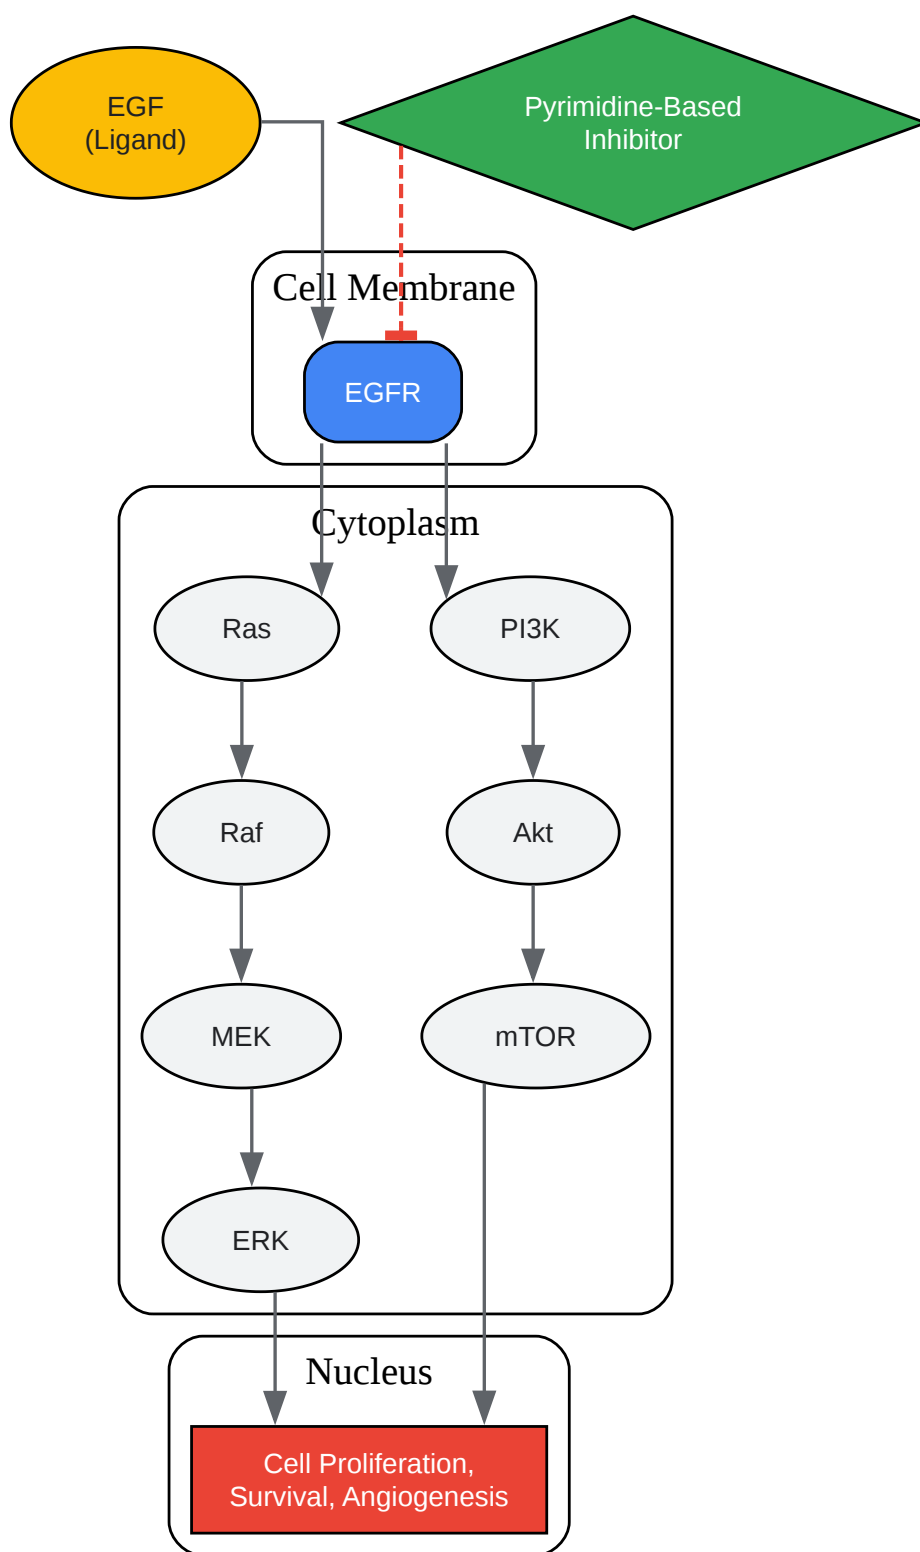 EGF
(Ligand)
Pyrimidine-Based
Inhibitor
Cell Membrane
EGFR
Cytoplasm
Ras
PI3K
Raf
Akt
MEK
mTOR
ERK
Nucleus
Cell Proliferation,
Survival, Angiogenesis